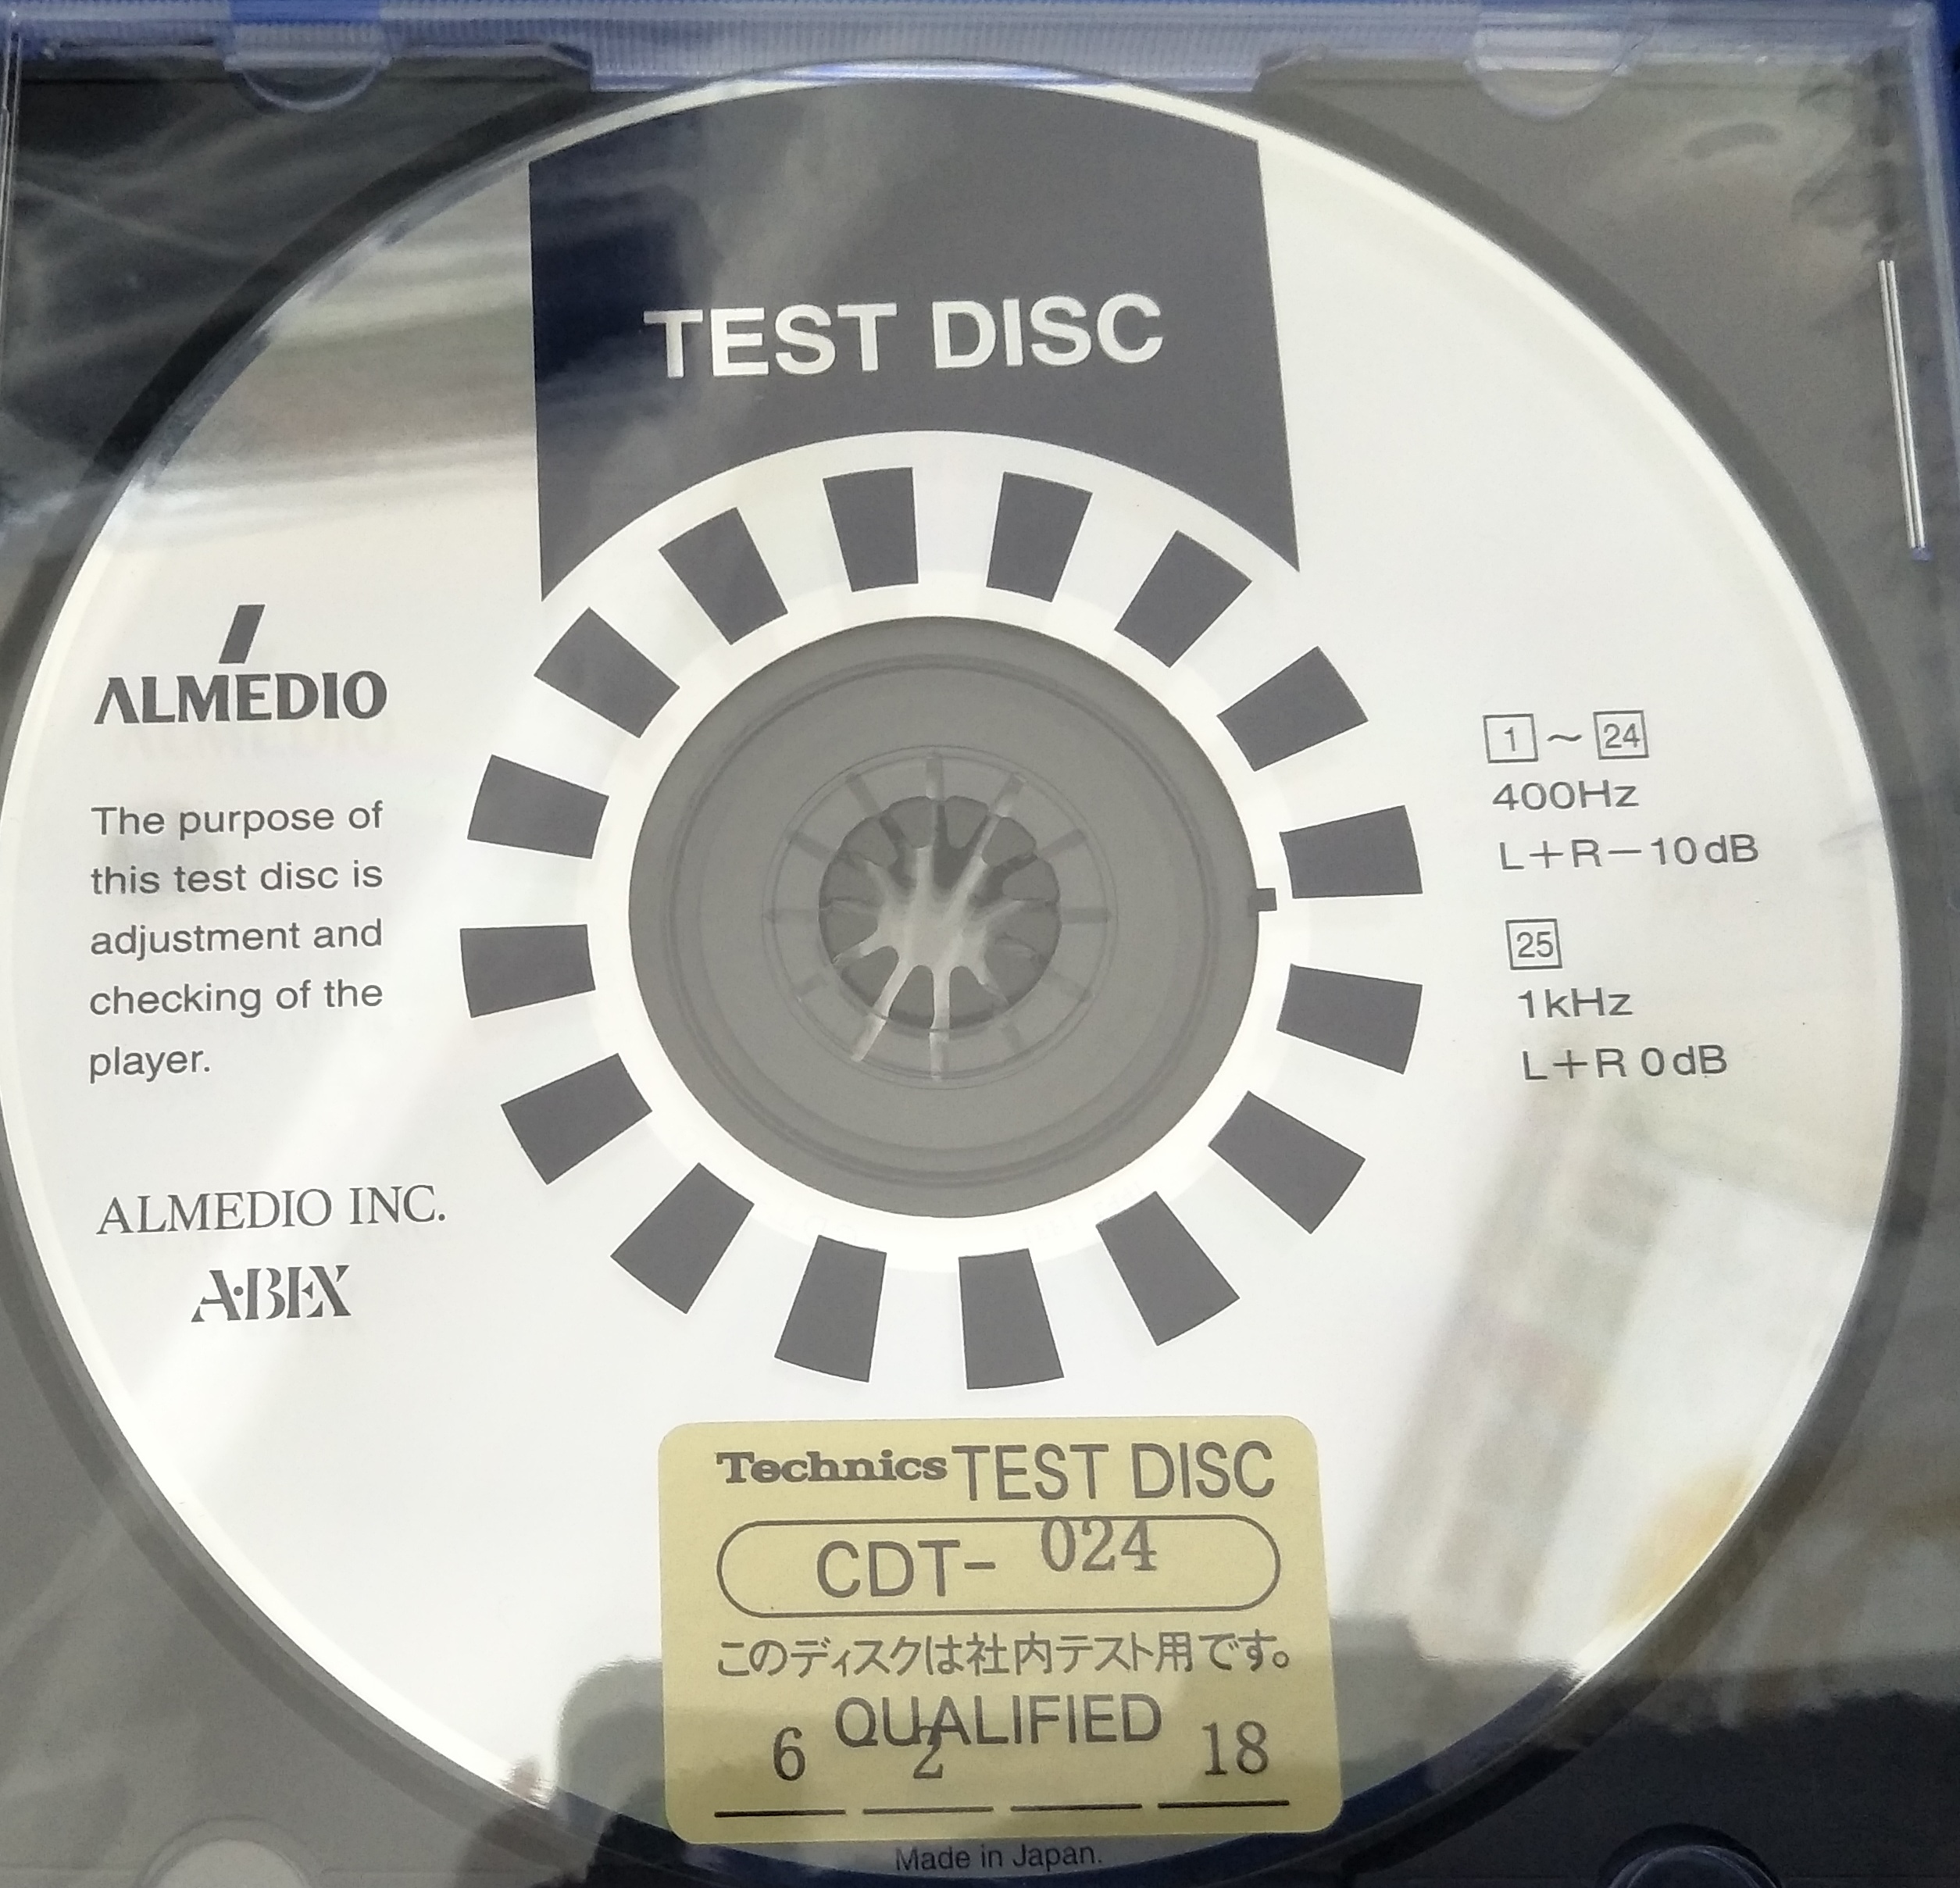 TEST DISC
ALMEDIO
The purpose of
this test disc is
adjustment and
checking of the
player.
ALMEDIO INC.
A·BEX
1 ~ 24
400Hz
L+R−10dB
25
1kHz
L+R 0dB
Technics TEST DISC
CDT- 024
このディスクは社内テスト用です。
QUALIFIED
6 2 18
Made in Japan.